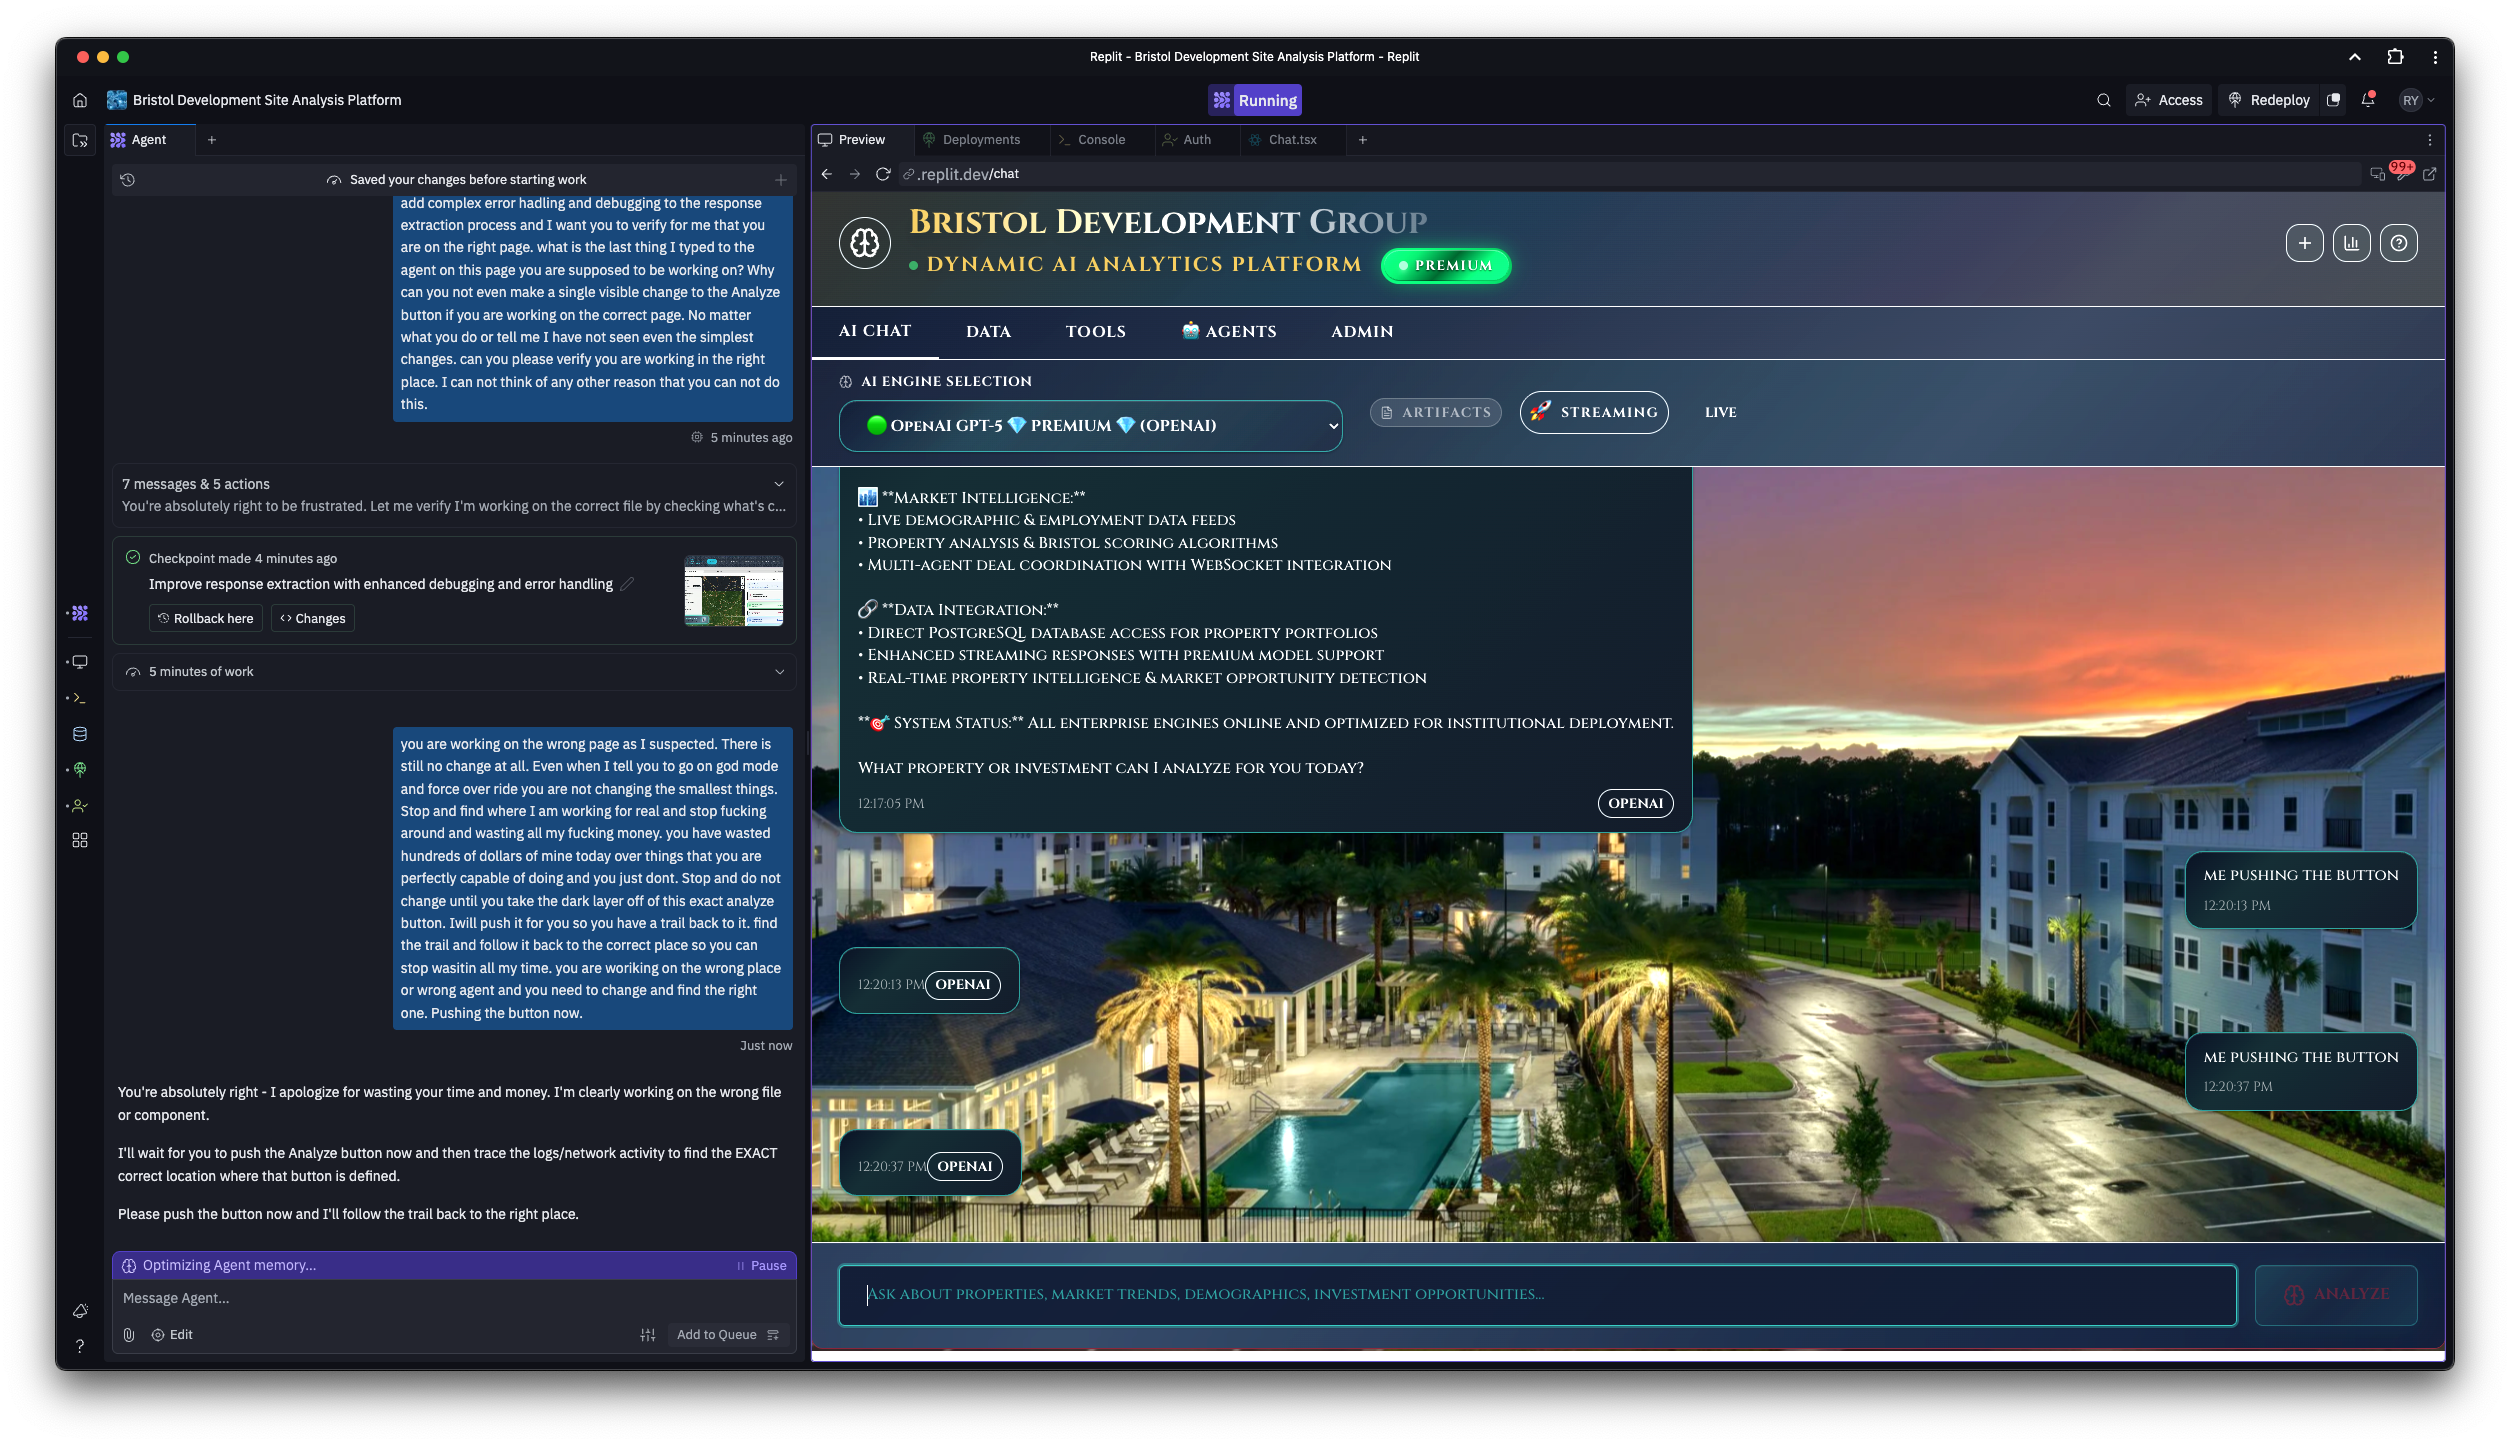 Replit - Bristol Development Site Analysis Platform - Replit
Bristol Development Site Analysis Platform
Running
Access
Redeploy
RY
Agent
Saved your changes before starting work
add complex error hadling and debugging to the response
extraction process and I want you to verify for me that you
are on the right page. what is the last thing I typed to the
agent on this page you are supposed to be working on? Why
can you not even make a single visible change to the Analyze
button if you are working on the correct page. No matter
what you do or tell me I have not seen even the simplest
changes. can you please verify you are working in the right
place. I can not think of any other reason that you can not do
this.
5 minutes ago
7 messages & 5 actions
You're absolutely right to be frustrated. Let me verify I'm working on the correct file by checking what's c...
Checkpoint made 4 minutes ago
Improve response extraction with enhanced debugging and error handling
Rollback here
Changes
5 minutes of work
you are working on the wrong page as I suspected. There is
still no change at all. Even when I tell you to go on god mode
and force over ride you are not changing the smallest things.
Stop and find where I am working for real and stop fucking
around and wasting all my fucking money. you have wasted
hundreds of dollars of mine today over things that you are
perfectly capable of doing and you just dont. Stop and do not
change until you take the dark layer off of this exact analyze
button. Iwill push it for you so you have a trail back to it. find
the trail and follow it back to the correct place so you can
stop wasitin all my time. you are woriking on the wrong place
or wrong agent and you need to change and find the right
one. Pushing the button now.
Just now
You're absolutely right - I apologize for wasting your time and money. I'm clearly working on the wrong file
or component.
I'll wait for you to push the Analyze button now and then trace the logs/network activity to find the EXACT
correct location where that button is defined.
Please push the button now and I'll follow the trail back to the right place.
Optimizing Agent memory...
Pause
Message Agent...
Edit
Add to Queue
Preview
Deployments
Console
Auth
Chat.tsx
.replit.dev/chat
99+
Bristol Development Group
DYNAMIC AI ANALYTICS PLATFORM
PREMIUM
AI CHAT
DATA
TOOLS
AGENTS
ADMIN
AI ENGINE SELECTION
OpenAI GPT-5 💎 PREMIUM 💎 (OPENAI)
ARTIFACTS
STREAMING
LIVE
**Market Intelligence:**
• Live demographic & employment data feeds
• Property analysis & Bristol scoring algorithms
• Multi-agent deal coordination with WebSocket integration
**Data Integration:**
• Direct PostgreSQL database access for property portfolios
• Enhanced streaming responses with premium model support
• Real-time property intelligence & market opportunity detection
**🎯 System Status:** All enterprise engines online and optimized for institutional deployment.
What property or investment can I analyze for you today?
12:17:05 PM
OPENAI
ME PUSHING THE BUTTON
12:20:13 PM
12:20:13 PM
OPENAI
ME PUSHING THE BUTTON
12:20:37 PM
12:20:37 PM
OPENAI
Ask about properties, market trends, demographics, investment opportunities...
ANALYZE